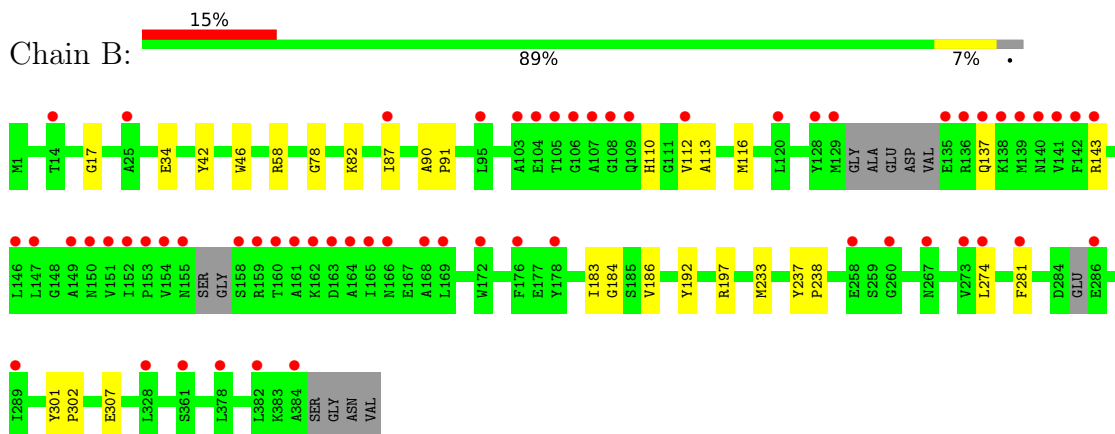 15%
Chain B:
89% 7% •
M1 T14 G17 A25 E34 Y42 W46 R58 G78 K82 I87 A90 P91 L95 A103 E104 T105 G106 A107 G108 Q109 H110 G111 V112 A113 M116 L120 Y128 M129 GLY ALA GLU ASP VAL E135 R136 Q137 K138 M139 N140 V141 F142 R143
L146 L147 G148 A149 N150 V151 I152 P153 V154 N155 SER GLY S158 R159 T160 A161 K162 D163 A164 I165 N166 E167 A168 L169 W172 F176 E177 Y178 I183 G184 S185 V186 Y192 R197 M233 Y237 P238 E258 S259 G260 N267 V273 L274 F281 D284 GLU E286
I289 Y301 P302 E307 L328 S361 L378 L382 K383 A384 SER GLY ASN VAL